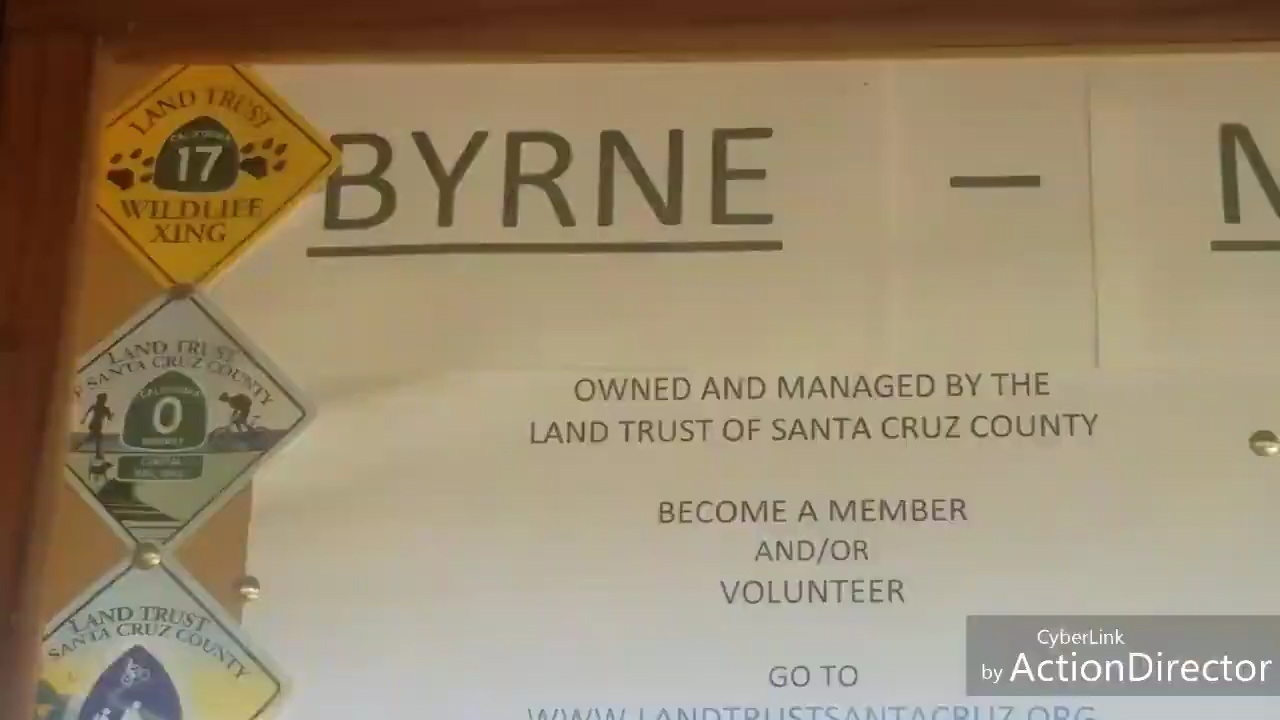 LAND TRUST
CALIFORNIA
17
WILDLIFE
XING
BYRNE –
LAND TRUST
SANTA CRUZ COUNTY
CALIFORNIA
0
OWNED AND MANAGED BY THE
LAND TRUST OF SANTA CRUZ COUNTY
BECOME A MEMBER
AND/OR
VOLUNTEER
GO TO
WWW.LANDTRUSTSANTACRUZ.ORG
LAND TRUST
SANTA CRUZ COUNTY
CyberLink
by ActionDirector